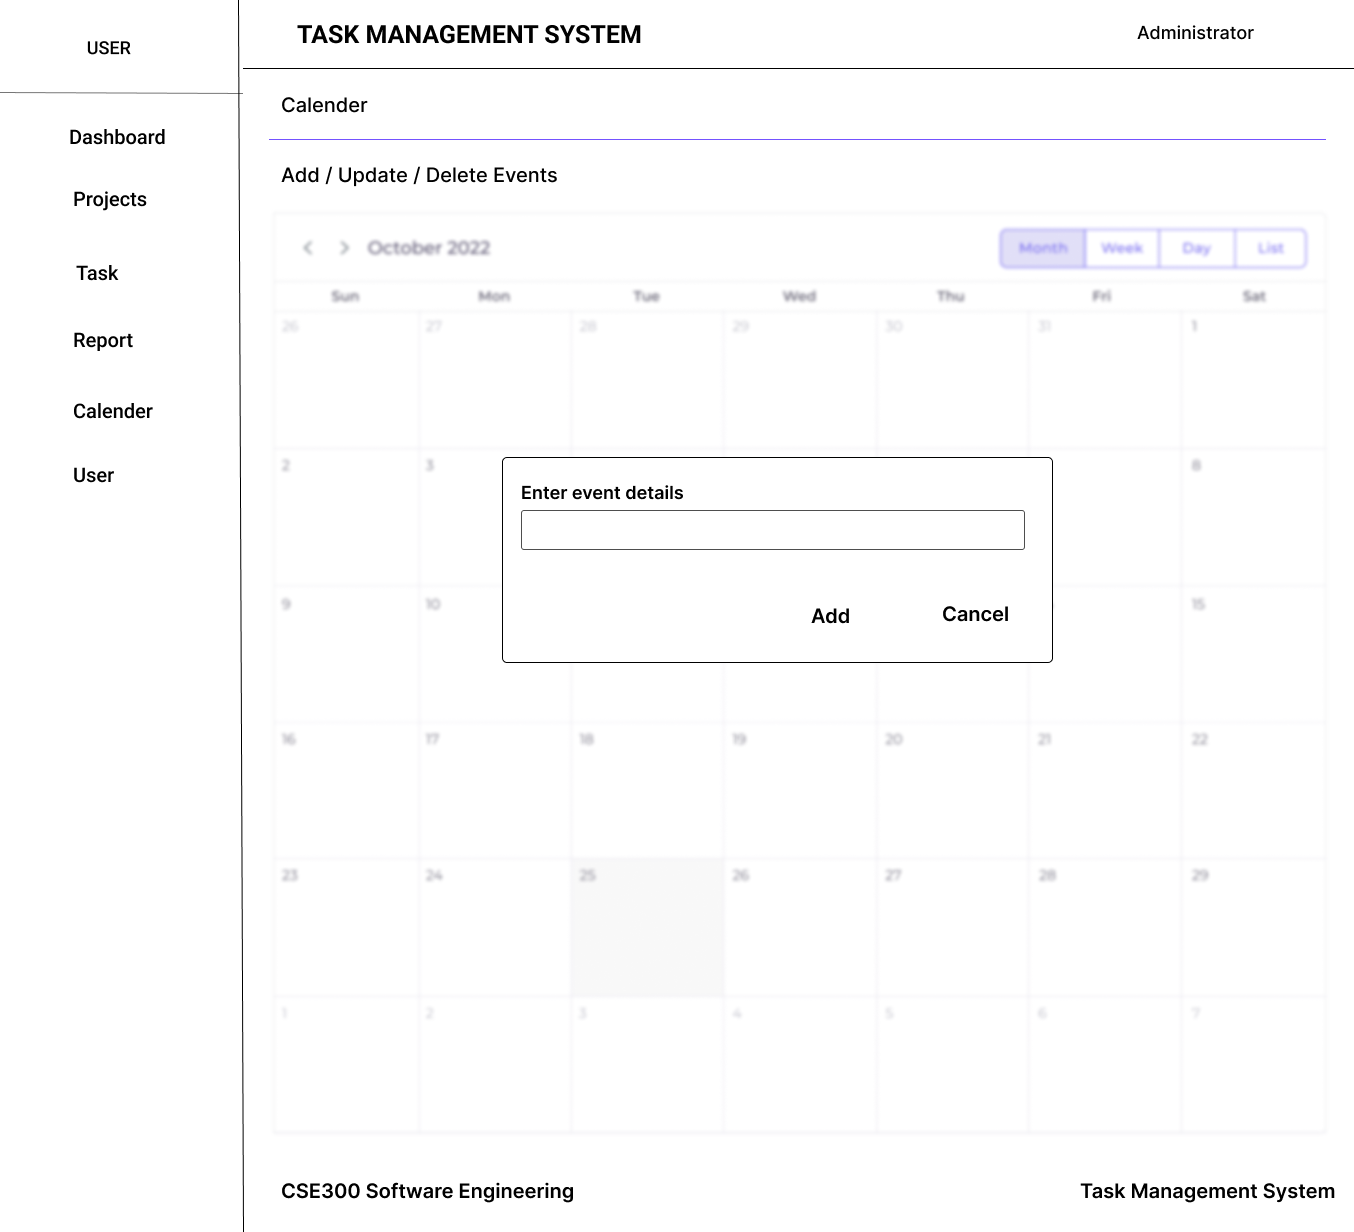 USER
TASK MANAGEMENT SYSTEM
Administrator
Dashboard
Projects
Task
Report
Calender
User
Calender
Add / Update / Delete Events
October 2022
Month Week Day List
Sun Mon Tue Wed Thu Fri Sat
26 27 28 29 30 31 1
2 3 8
9 10 15
16 17 18 19 20 21 22
23 24 25 26 27 28 29
1 2 3 4 5 6 7
Enter event details
Add Cancel
CSE300 Software Engineering
Task Management System